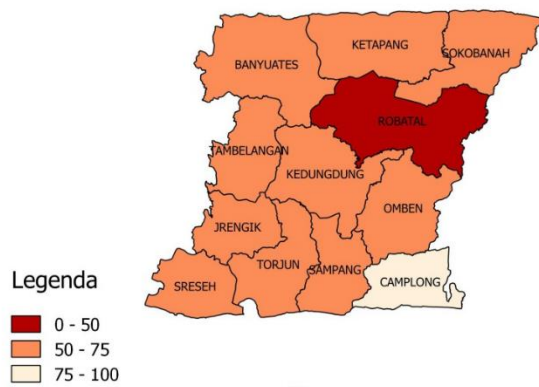 KETAPANG
SOKOBANAH
BANYUATES
ROBATAL
TAMBELANGAN
KEDUNGDUNG
OMBEN
JRENGIK
TORJUN
SAMPANG
CAMPLONG
SRESEH
Legenda
0 - 50
50 - 75
75 - 100